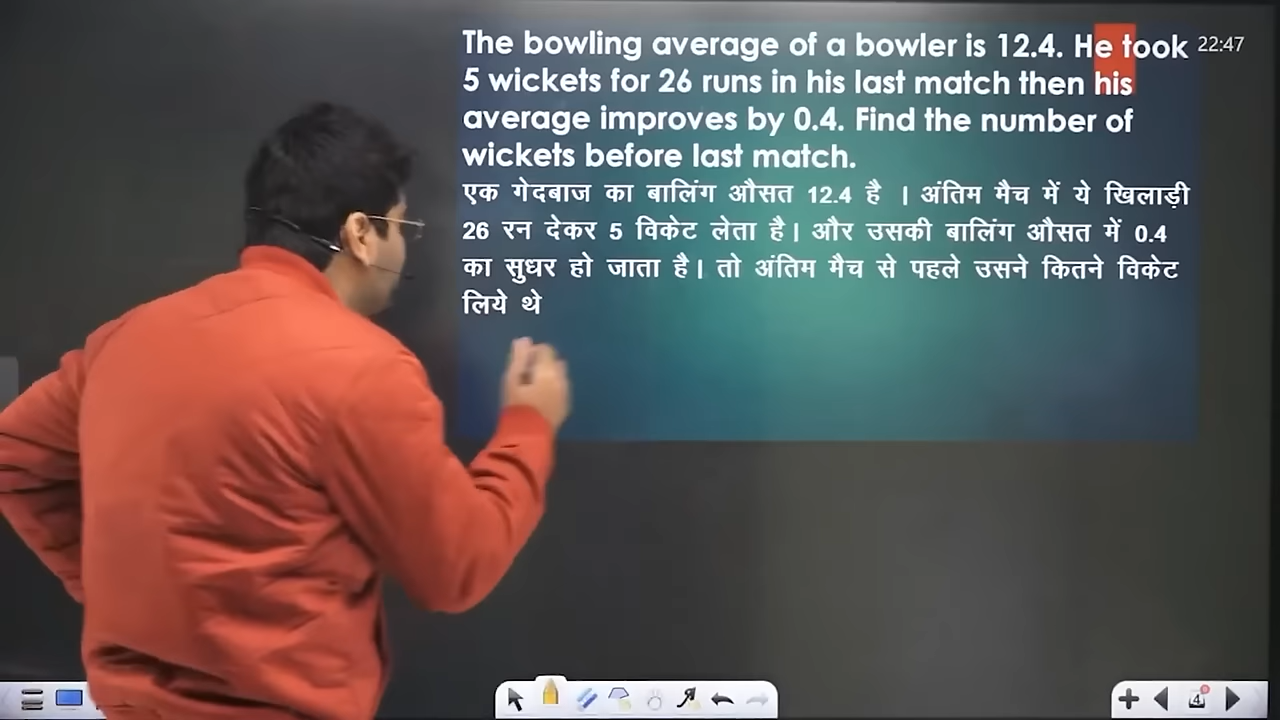 The bowling average of a bowler is 12.4. He took
22:47
5 wickets for 26 runs in his last match then his
average improves by 0.4. Find the number of
wickets before last match.
एक गेदबाज का बालिंग औसत 12.4 है । अंतिम मैच में ये खिलाड़ी
26 रन देकर 5 विकेट लेता है। और उसकी बालिंग औसत में 0.4
का सुधर हो जाता है। तो अंतिम मैच से पहले उसने कितने विकेट
लिये थे
4